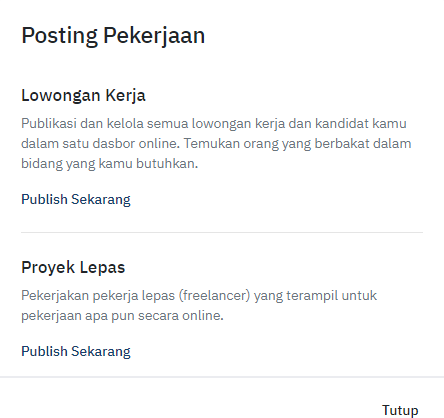 Posting Pekerjaan
Lowongan Kerja
Publikasi dan kelola semua lowongan kerja dan kandidat kamu
dalam satu dasbor online. Temukan orang yang berbakat dalam
bidang yang kamu butuhkan.
Publish Sekarang
Proyek Lepas
Pekerjakan pekerja lepas (freelancer) yang terampil untuk
pekerjaan apa pun secara online.
Publish Sekarang
Tutup